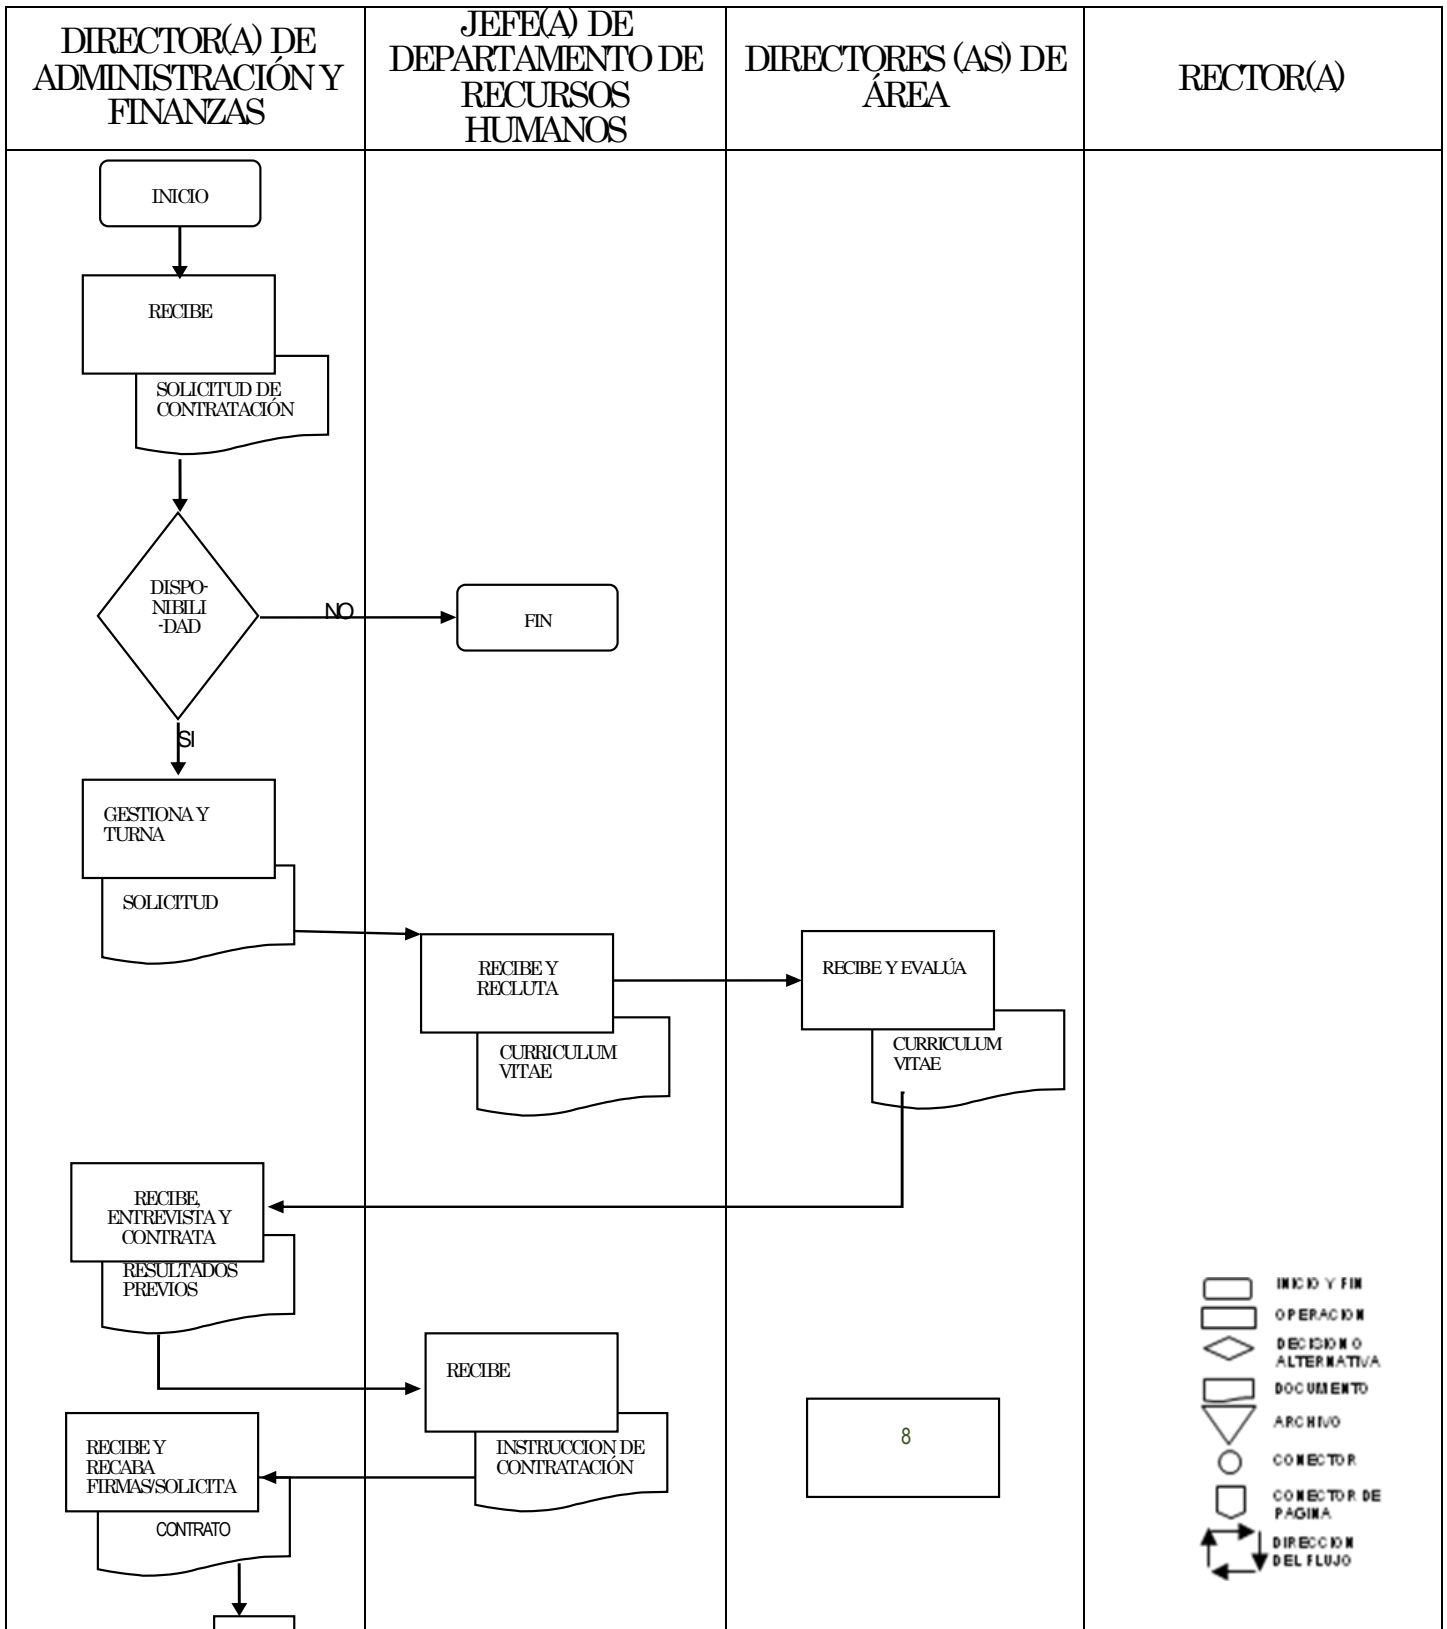 DIRECTOR(A) DE
ADMINISTRACIÓN Y
FINANZAS
JEFE(A) DE
DEPARTAMENTO DE
RECURSOS
HUMANOS
DIRECTORES (AS) DE
ÁREA
RECTOR(A)
INICIO
RECIBE
SOLICITUD DE
CONTRATACIÓN
DISPO-
NIBILI
-DAD
NO
FIN
SI
GESTIONA Y
TURNA
SOLICITUD
RECIBE Y
RECLUTA
CURRICULUM
VITAE
RECIBE Y EVALÚA
CURRICULUM
VITAE
RECIBE,
ENTREVISTA Y
CONTRATA
RESULTADOS
PREVIOS
RECIBE
INSTRUCCION DE
CONTRATACIÓN
RECIBE Y
RECABA
FIRMAS/SOLICITA
CONTRATO
8
INICIO Y FIN
OPERACION
DECISION O
ALTERNATIVA
DOCUMENTO
ARCHIVO
CONECTOR
CONECTOR DE
PAGINA
DIRECCION
DEL FLUJO